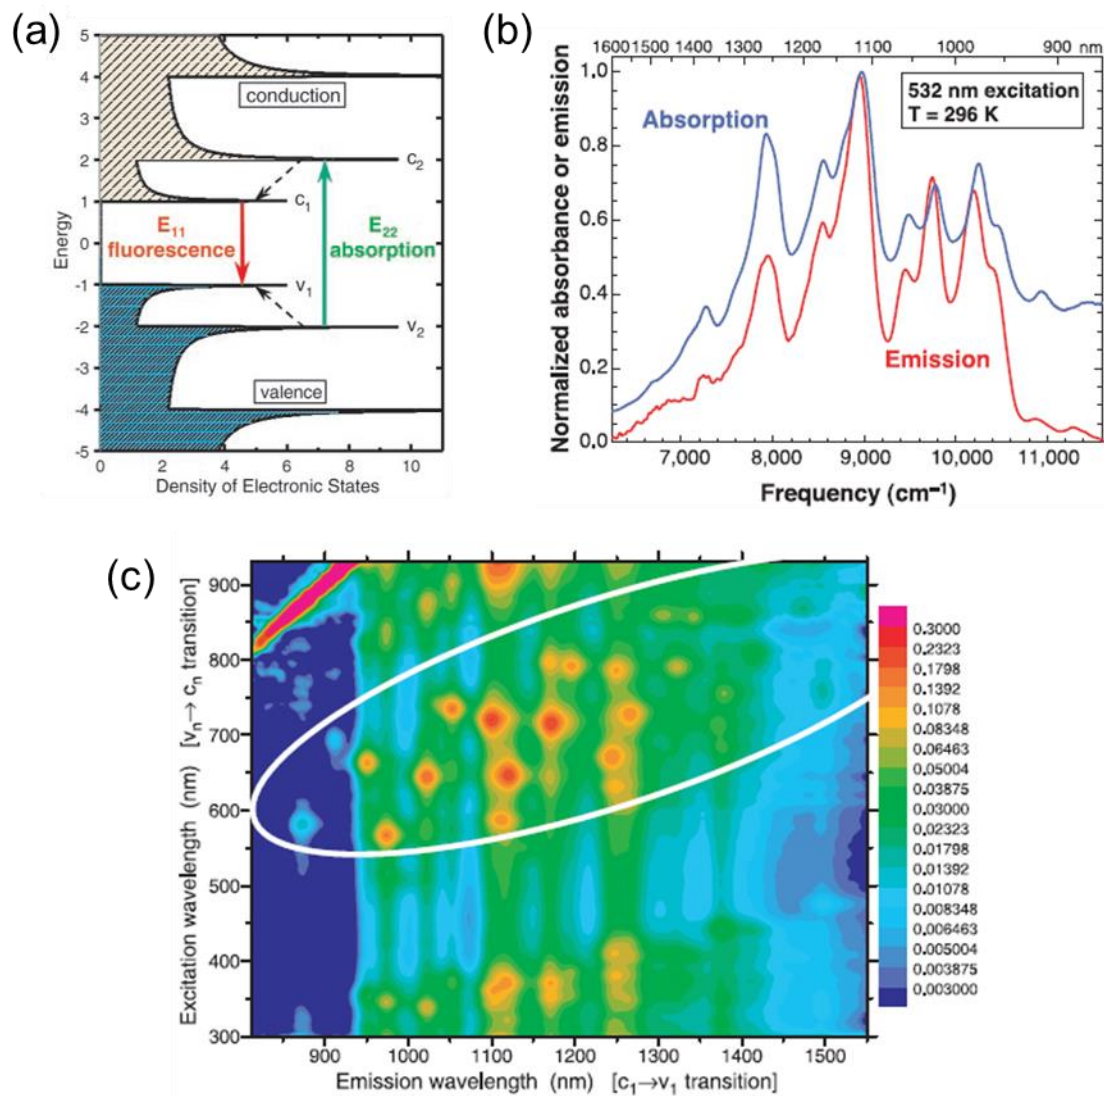 (a)
5
4
3
2
1
0
-1
-2
-3
-4
-5
Energy
conduction
C2
C1
E11
fluorescence
E22
absorption
V1
V2
valence
0 2 4 6 8 10
Density of Electronic States
(b)
1600 1500 1400 1300 1200 1100 1000 900 nm
1.0
0.8
0.6
0.4
0.2
0.0
Normalized absorbance or emission
532 nm excitation
T = 296 K
Absorption
Emission
7,000 8,000 9,000 10,000 11,000
Frequency (cm⁻¹)
(c)
900
800
700
600
500
400
300
Excitation wavelength (nm) [vn→ cn transition]
900 1000 1100 1200 1300 1400 1500
Emission wavelength (nm) [c1→v1 transition]
0.3000
0.2323
0.1798
0.1392
0.1078
0.08348
0.06463
0.05004
0.03875
0.03000
0.02323
0.01798
0.01392
0.01078
0.008348
0.006463
0.005004
0.003875
0.003000